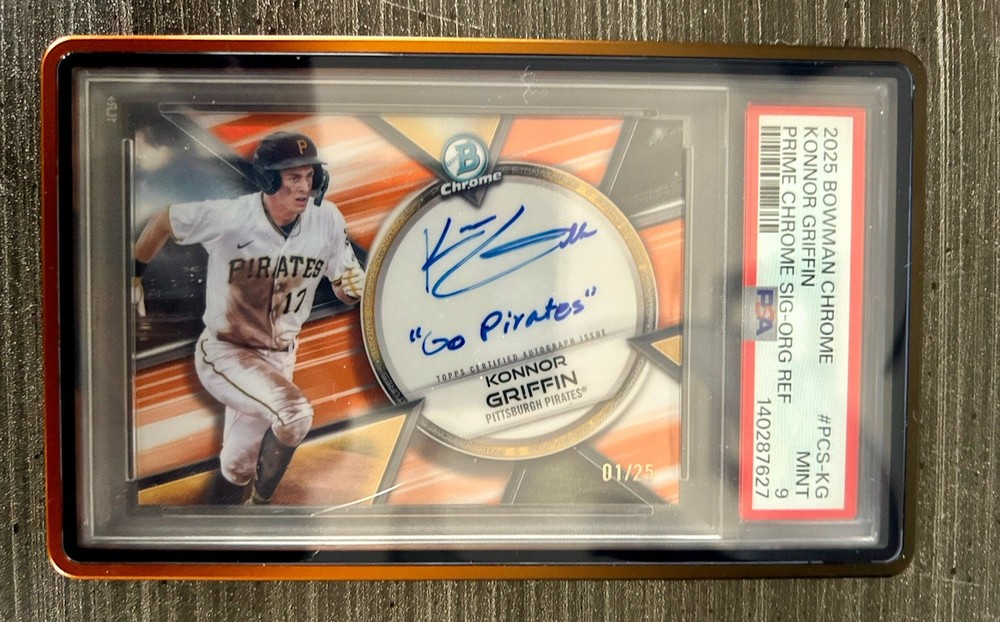 B
Chrome
P
PIRATES
17
"Go Pirates"
TOPPS CERTIFIED AUTOGRAPH ISSUE
KONNOR
GRIFFIN
PITTSBURGH PIRATES®
01/25
2025 BOWMAN CHROME #PCS-KG
KONNOR GRIFFIN MINT
PRIME CHROME SIG-ORG REF 9
PSA 140287627